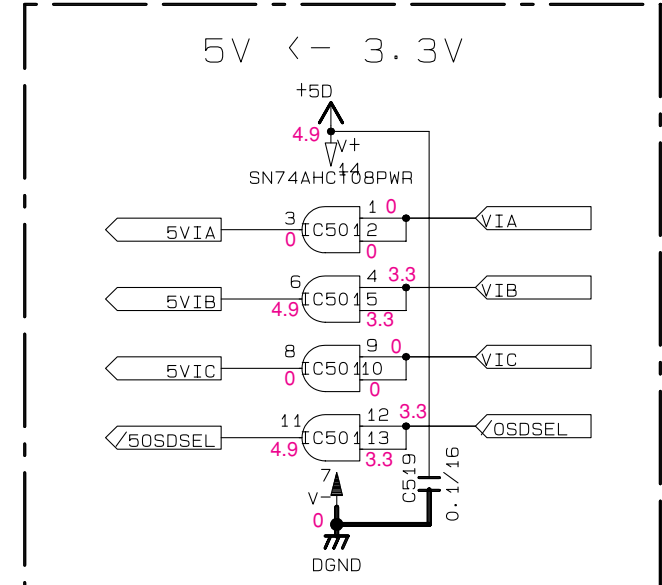 5V <- 3.3V
+5D
4.9
V+
14
SN74AHCT08PWR
3 1 0
5VIA IC501 2 VIA
0 0
6 4 3.3
5VIB IC501 5 VIB
4.9 3.3
8 9 0
5VIC IC501 10 VIC
0 0
11 12 3.3
/5OSDSEL IC501 13 /OSDSEL
4.9 3.3
7
V-
0
C519
0.1/16
DGND